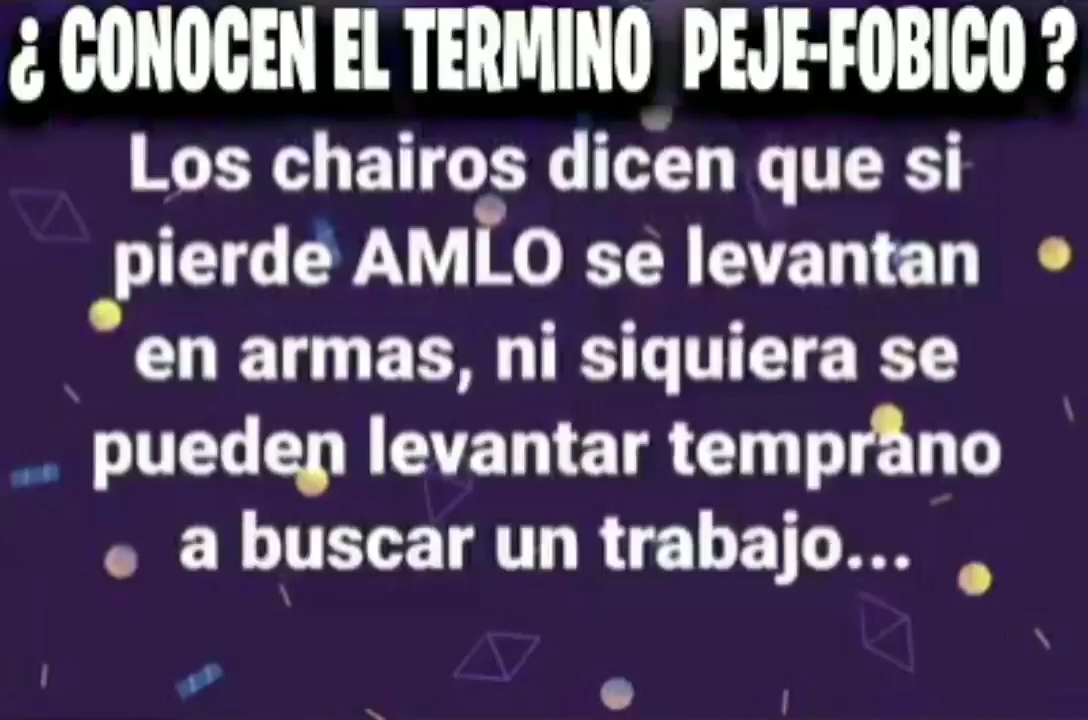 ¿ CONOCEN EL TERMINO PEJE-FOBICO ?
Los chairos dicen que si
pierde AMLO se levantan
en armas, ni siquiera se
pueden levantar temprano
a buscar un trabajo...